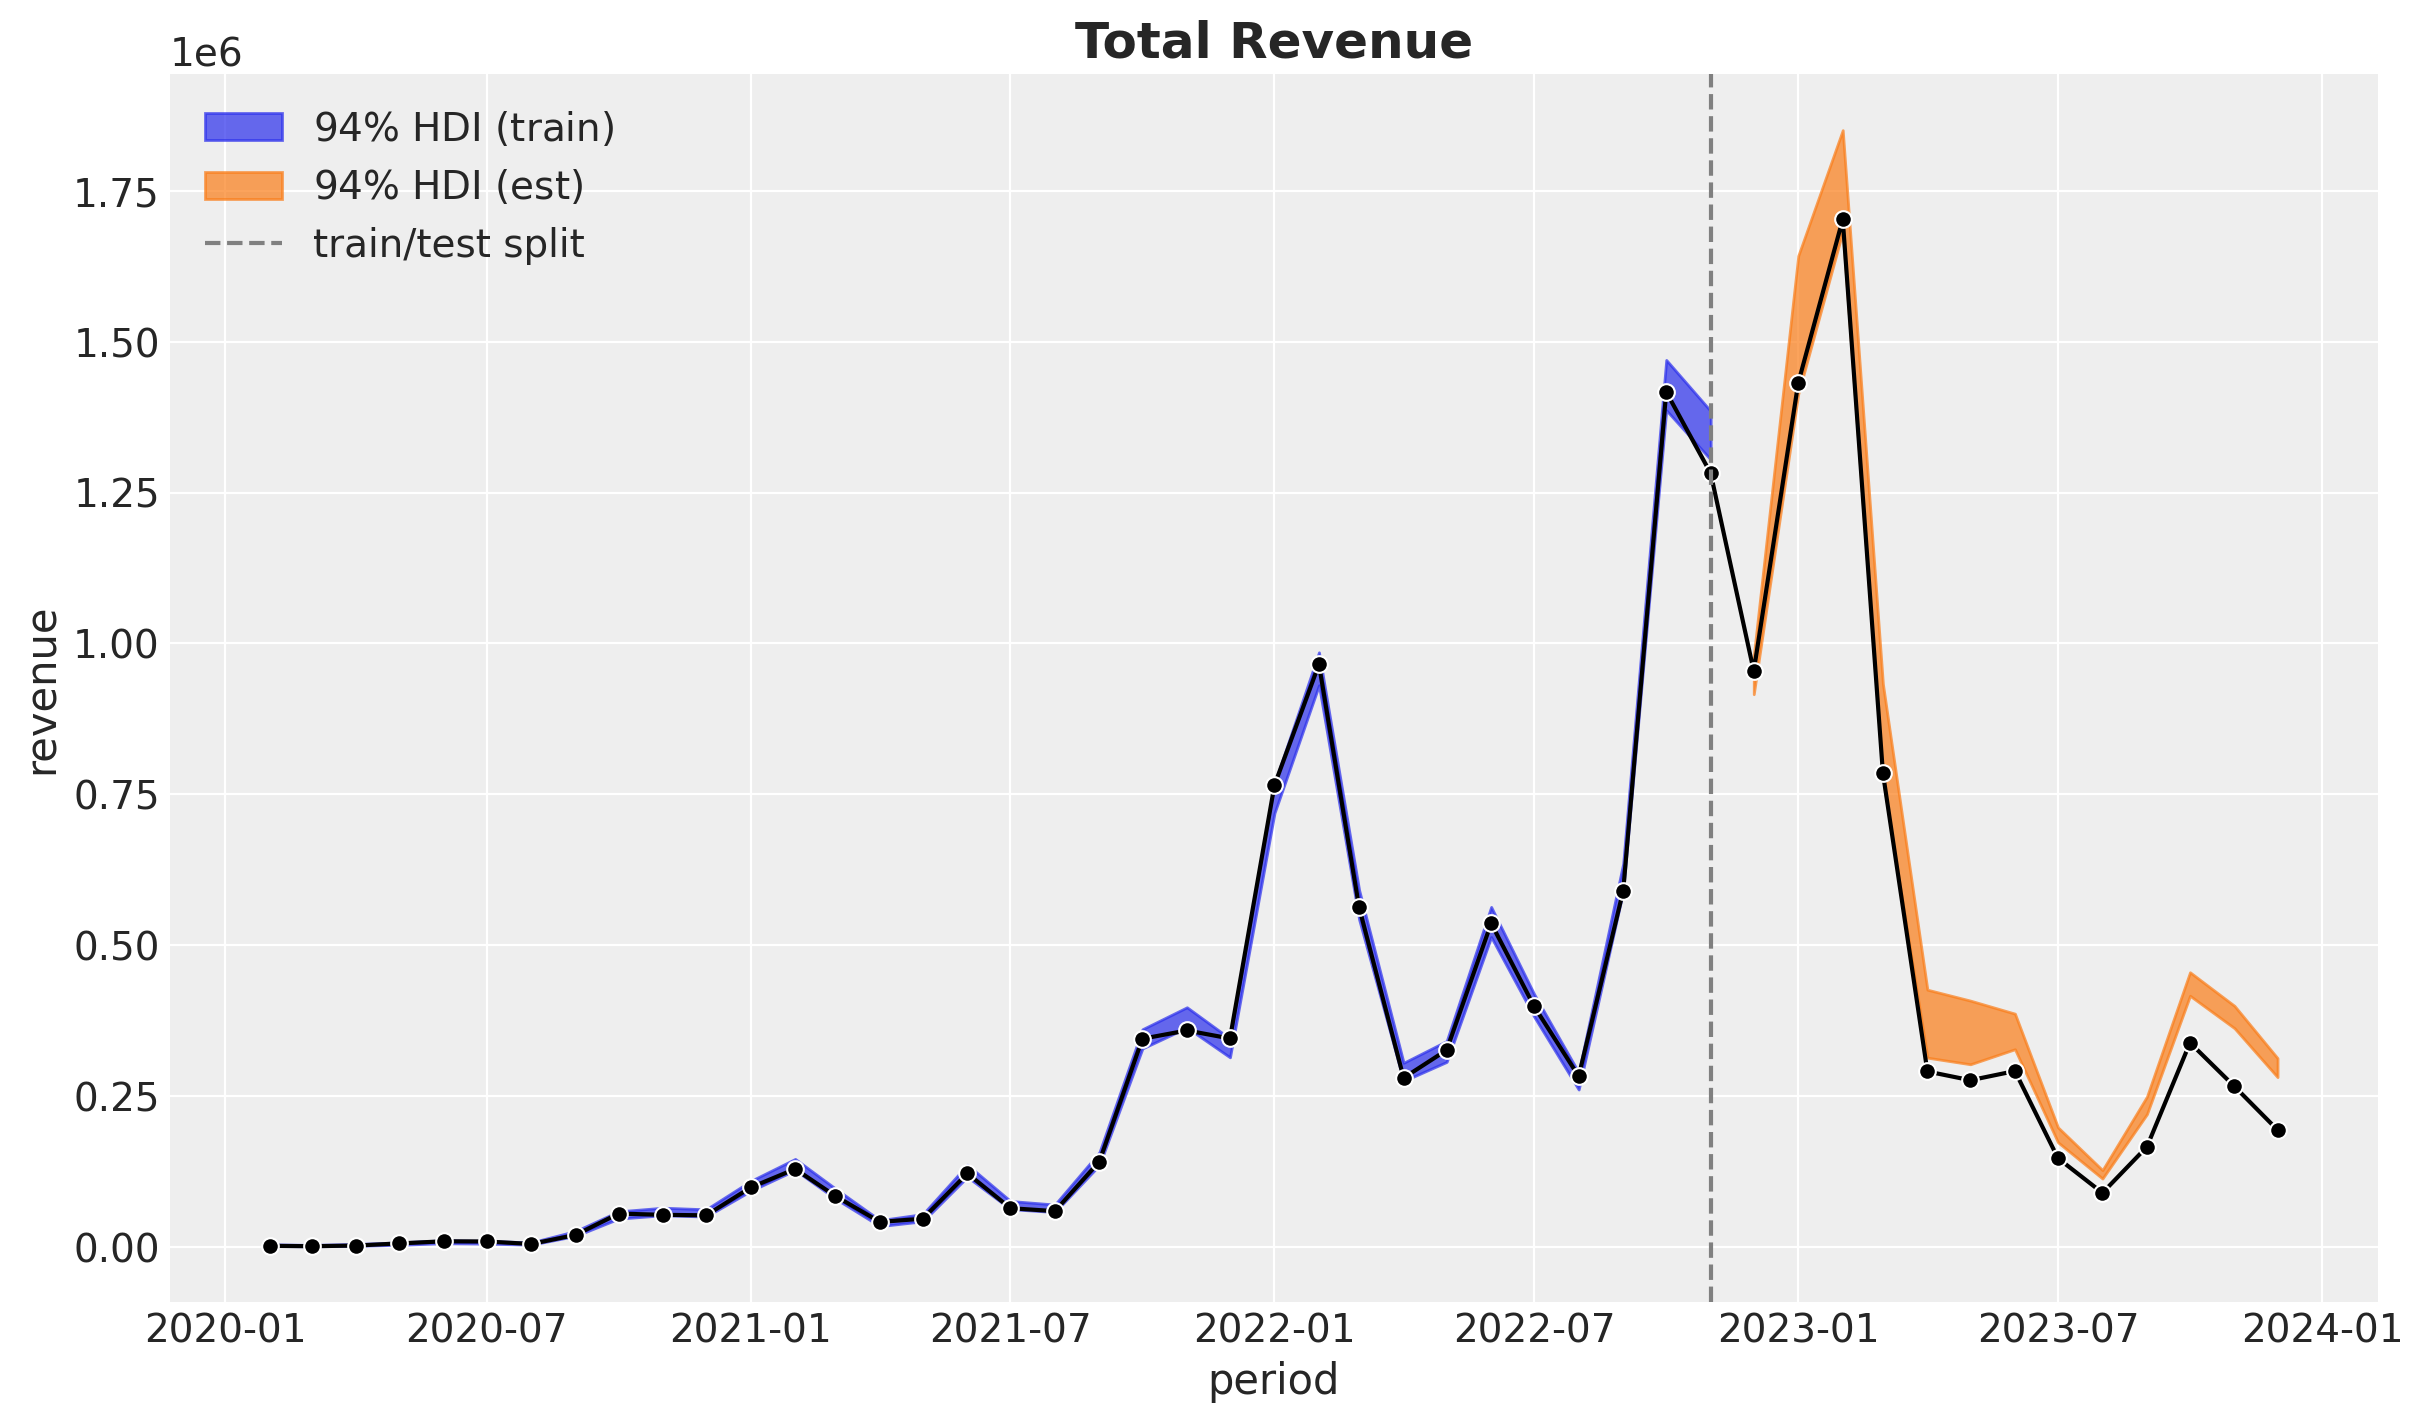 Total Revenue
1e6
94% HDI (train)
94% HDI (est)
train/test split
1.75
1.50
1.25
1.00
0.75
0.50
0.25
0.00
revenue
2020-01 2020-07 2021-01 2021-07 2022-01 2022-07 2023-01 2023-07 2024-01
period